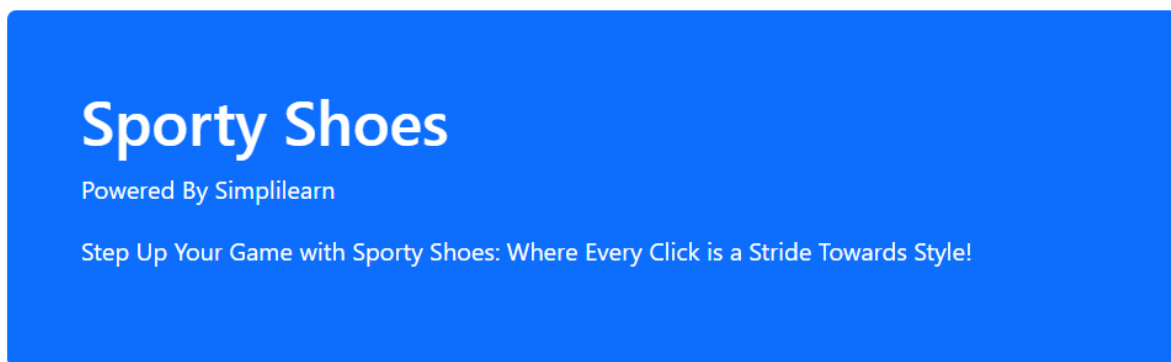 Sporty Shoes
Powered By Simplilearn
Step Up Your Game with Sporty Shoes: Where Every Click is a Stride Towards Style!